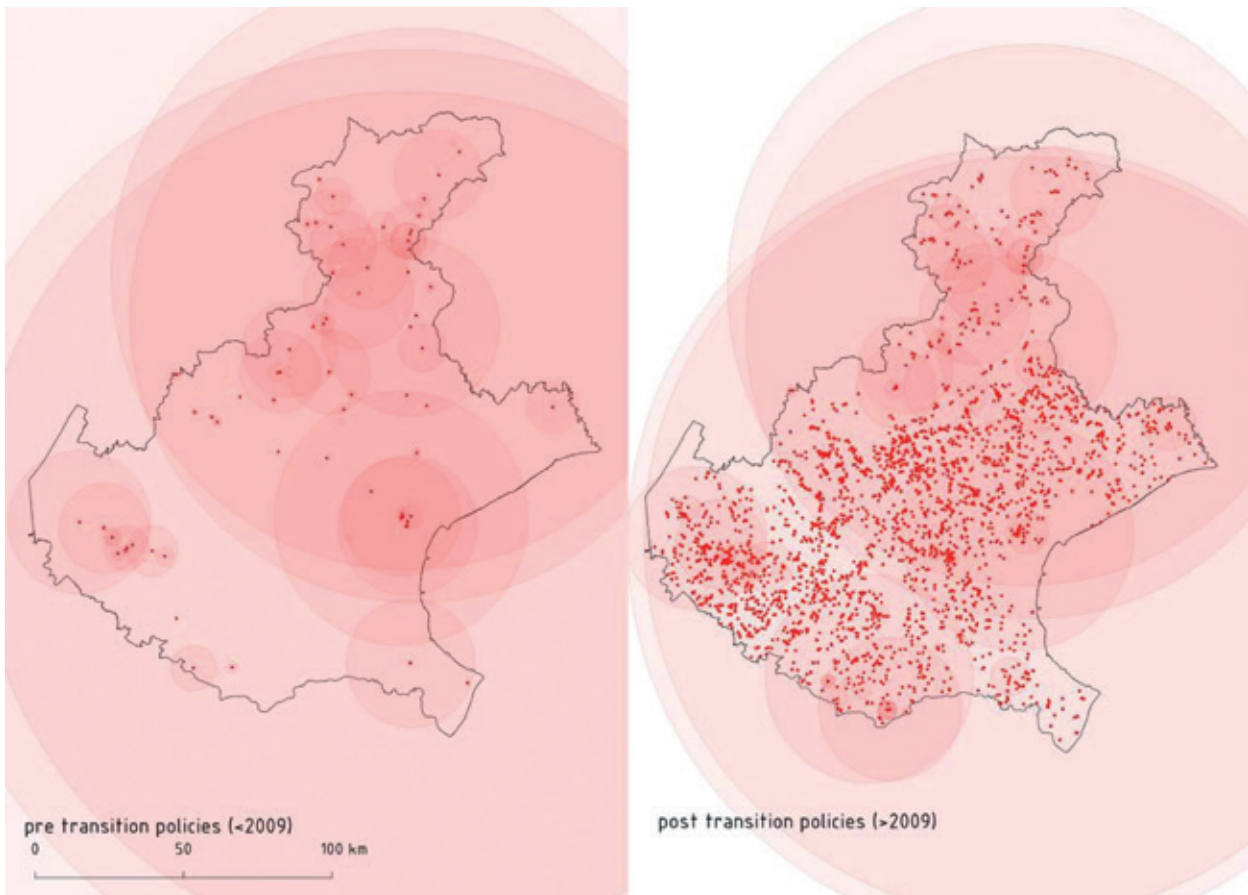 pre transition policies (<2009)
0 50 100 km
post transition policies (>2009)